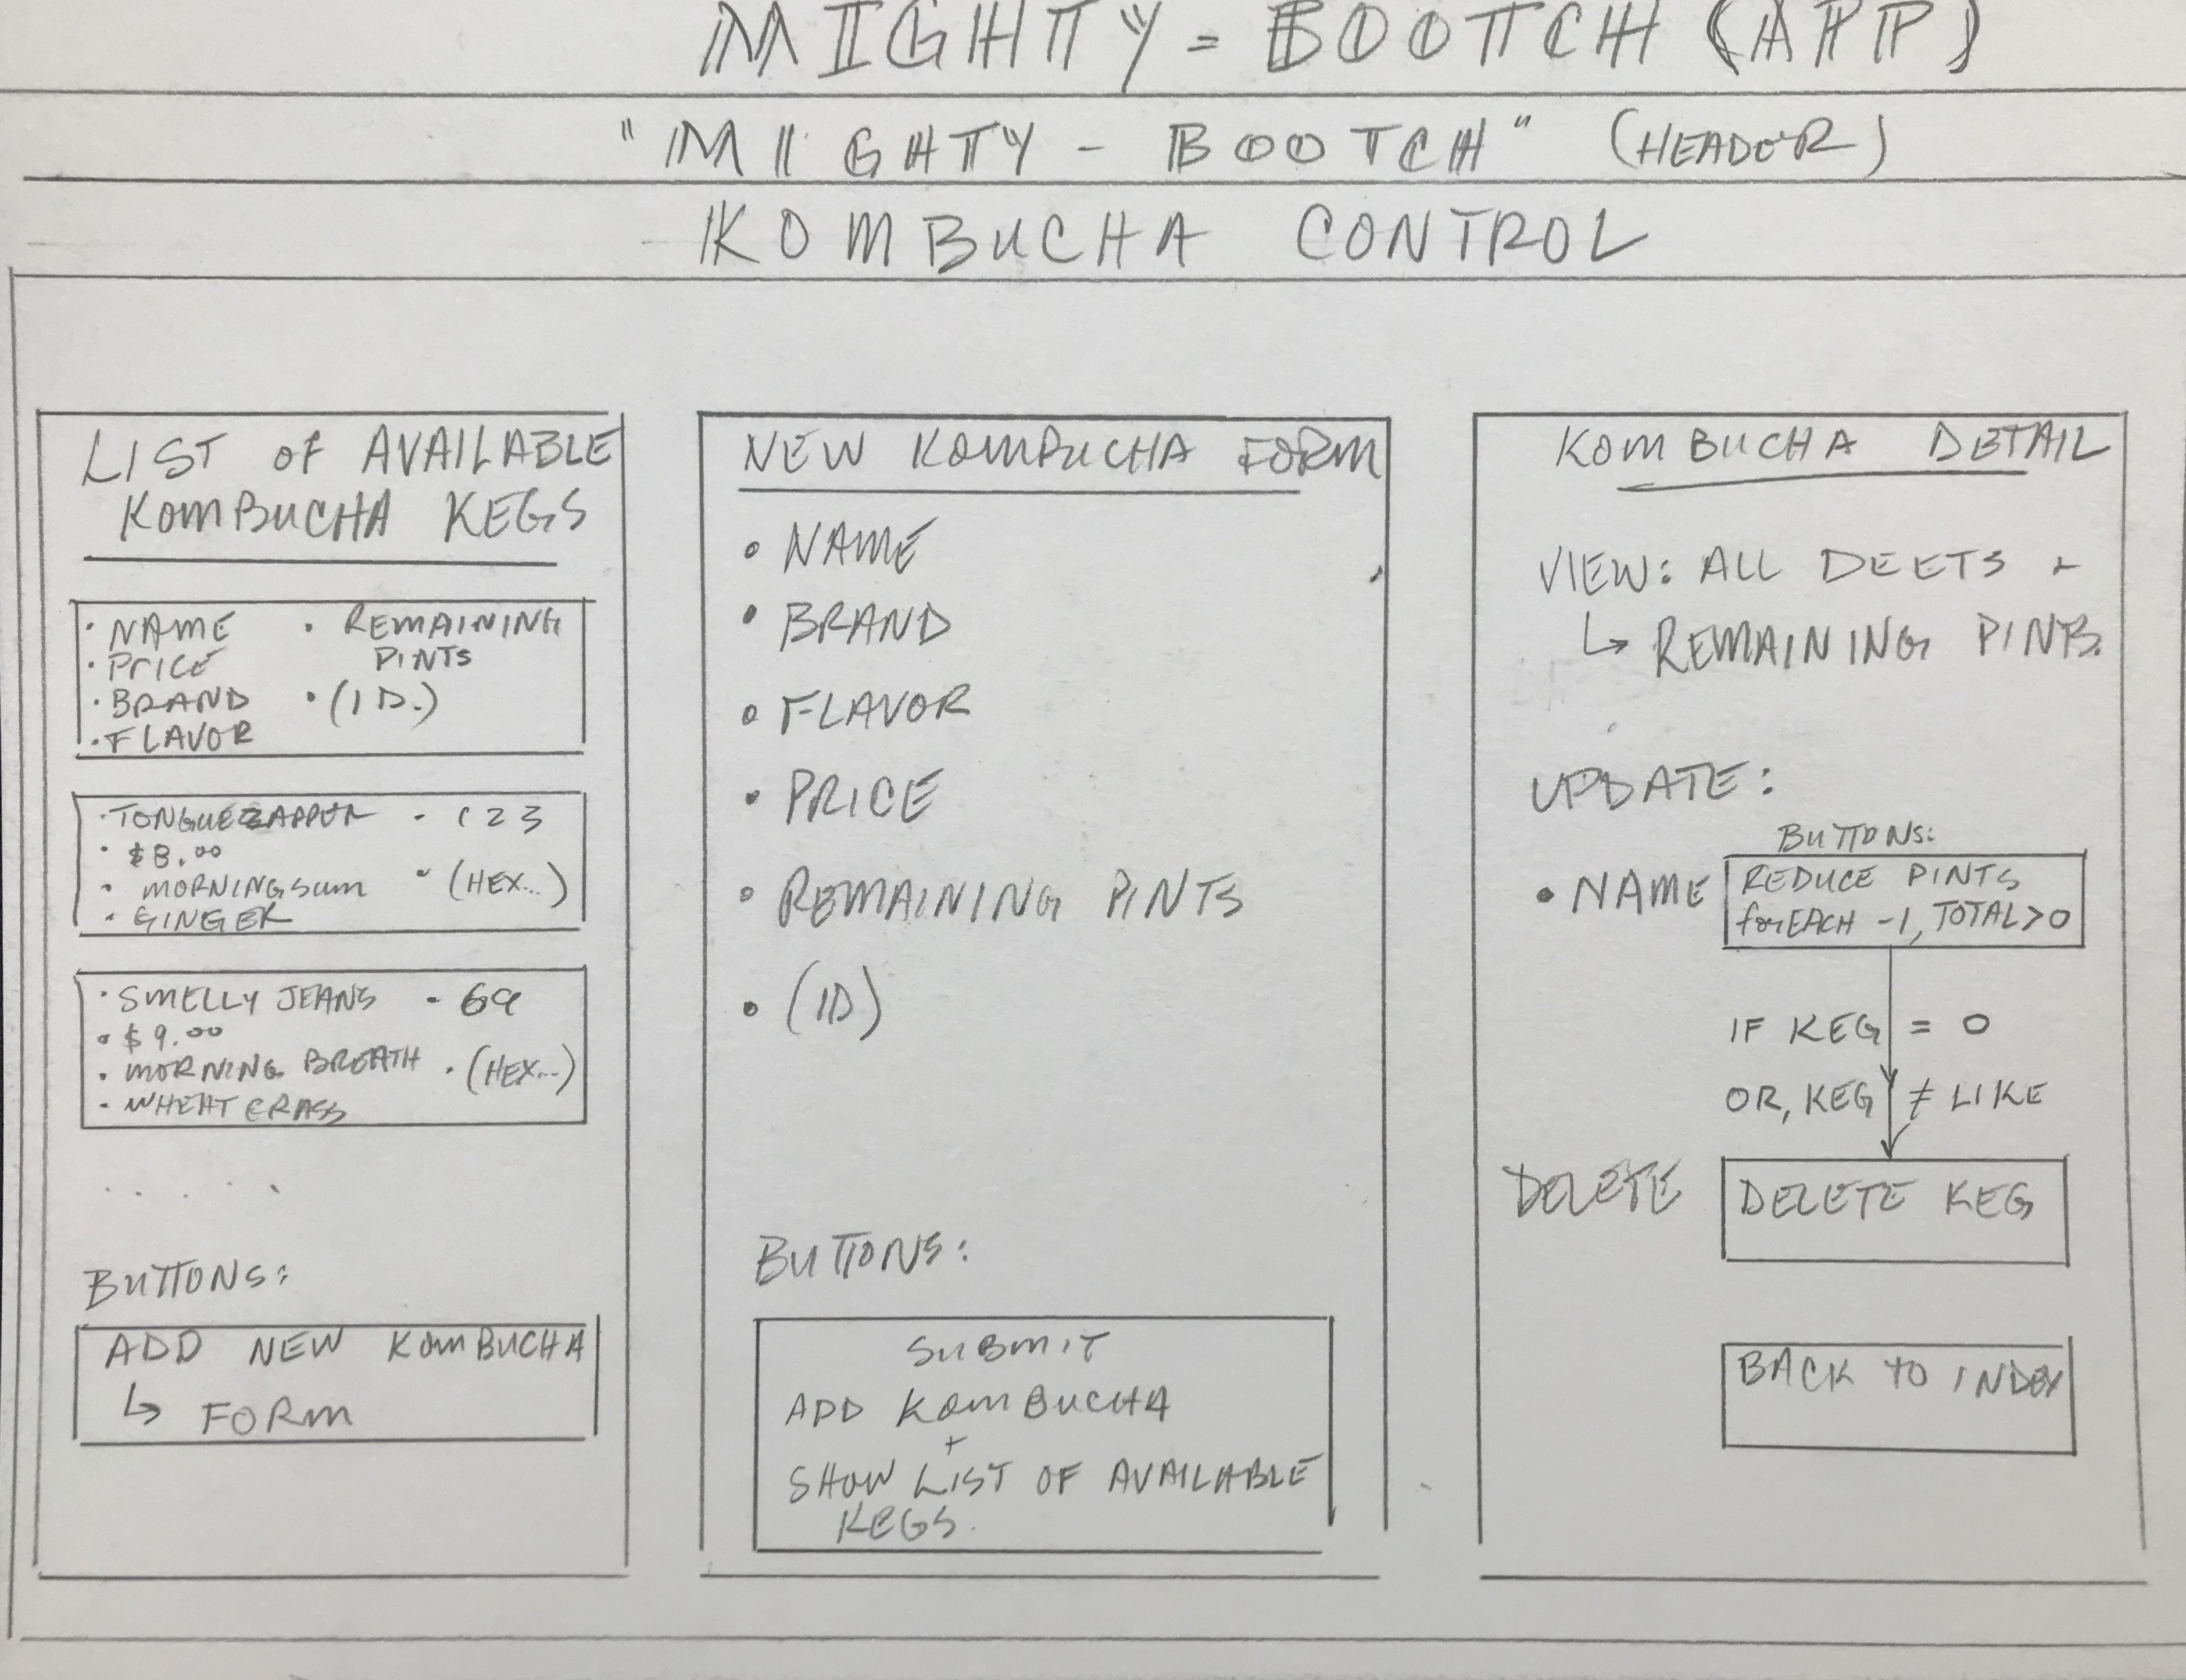 MIGHTY = BOOTCH (APP)
"MIGHTY - BOOTCH" (HEADER)
KOMBUCHA CONTROL
LIST OF AVAILABLE
KOMBUCHA KEGS
• NAME • REMAINING
PINTS
• PRICE
• BRAND • (ID.)
• FLAVOR
• TONGUEZAPPER - 123
• $8.00
• MORNINGSUM • (HEX...)
• GINGER
• SMELLY JEANS - 69
• $9.00
• MORNING BREATH • (HEX...)
- WHEATGRASS
. . . . .
BUTTONS:
ADD NEW KOMBUCHA
↳ FORM
NEW KOMBUCHA FORM
• NAME
• BRAND
• FLAVOR
• PRICE
• REMAINING PINTS
• (ID)
BUTTONS:
SUBMIT
ADD KOMBUCHA
+
SHOW LIST OF AVAILABLE
KEGS.
KOMBUCHA DETAIL
VIEW: ALL DEETS +
↳ REMAINING PINTS.
UPDATE:
BUTTONS:
• NAME
REDUCE PINTS
forEACH -1, TOTAL>0
IF KEG = 0
OR, KEG ≠ LIKE
DELETE
DELETE KEG
BACK TO INDEX